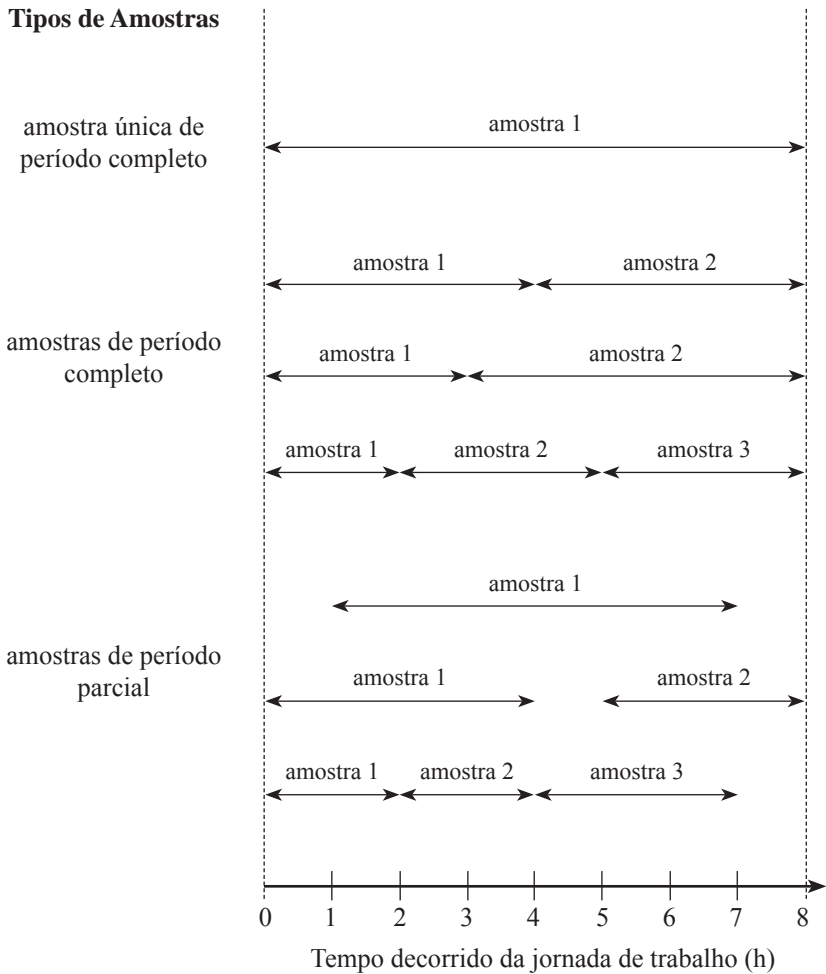 Tipos de Amostras
amostra única de
período completo
amostra 1
amostra 1 amostra 2
amostras de período
completo
amostra 1 amostra 2
amostra 1 amostra 2 amostra 3
amostra 1
amostras de período
parcial
amostra 1 amostra 2
amostra 1 amostra 2 amostra 3
0 1 2 3 4 5 6 7 8
Tempo decorrido da jornada de trabalho (h)